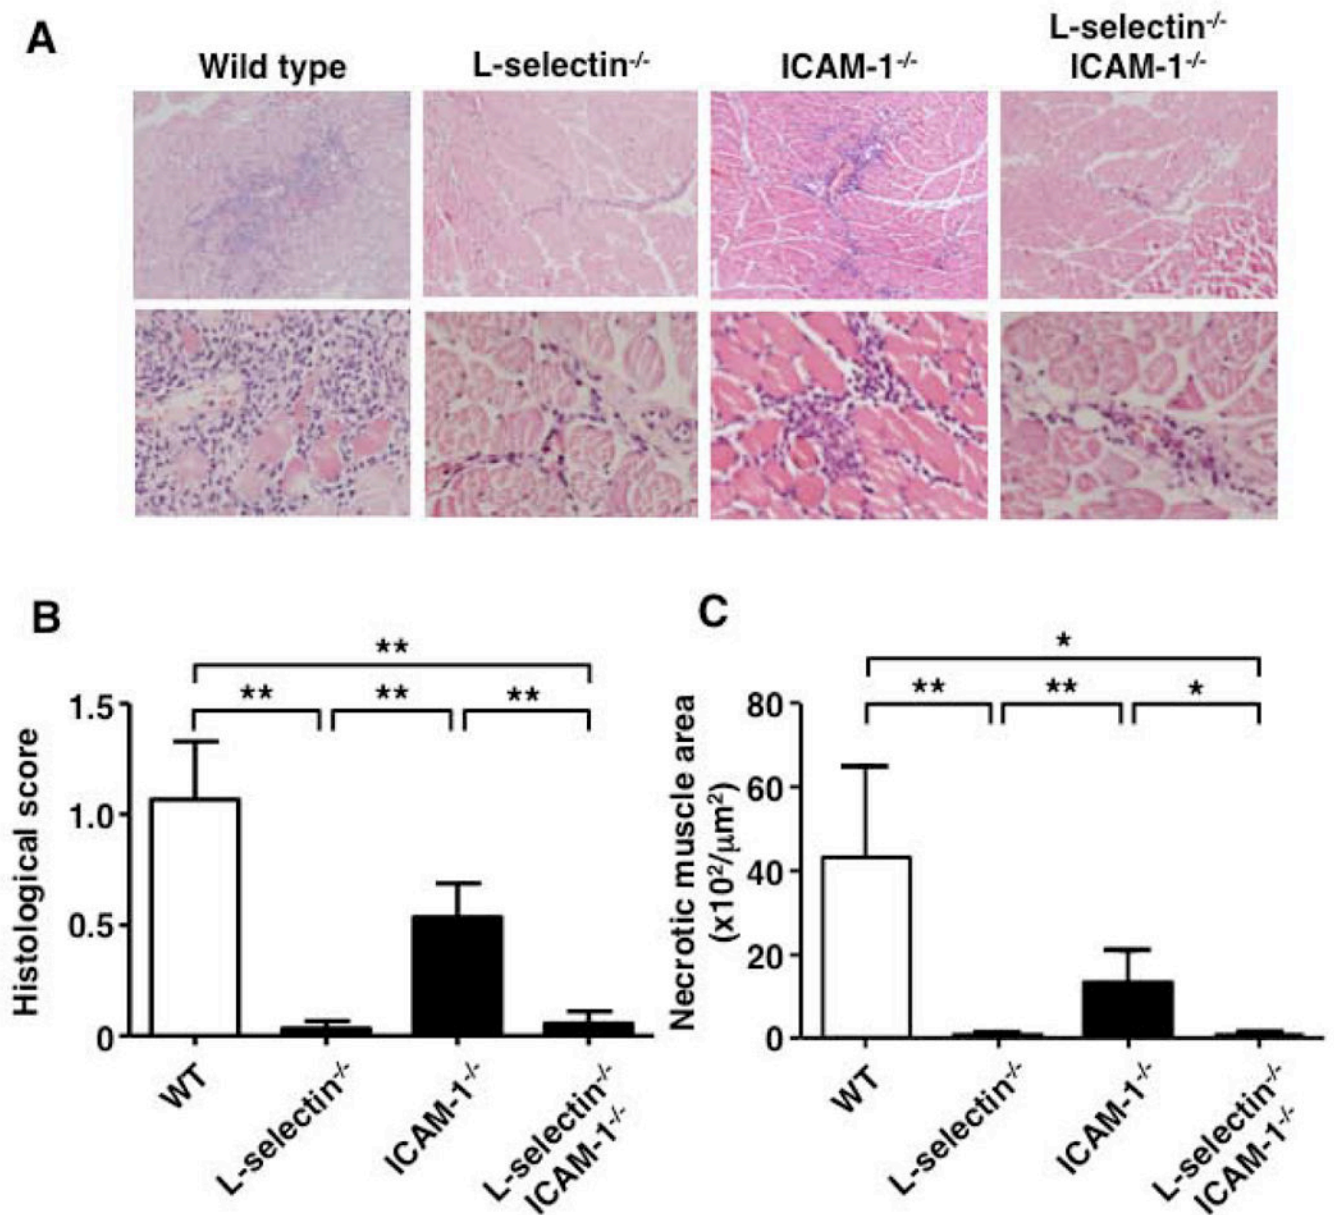 A
Wild type
L-selectin-/-
ICAM-1-/-
L-selectin-/-
ICAM-1-/-
B
**
**
**
**
Histological score
1.5
1.0
0.5
0
WT
L-selectin-/-
ICAM-1-/-
L-selectin-/-
ICAM-1-/-
C
*
**
**
*
Necrotic muscle area
(x10²/μm²)
80
60
40
20
0
WT
L-selectin-/-
ICAM-1-/-
L-selectin-/-
ICAM-1-/-